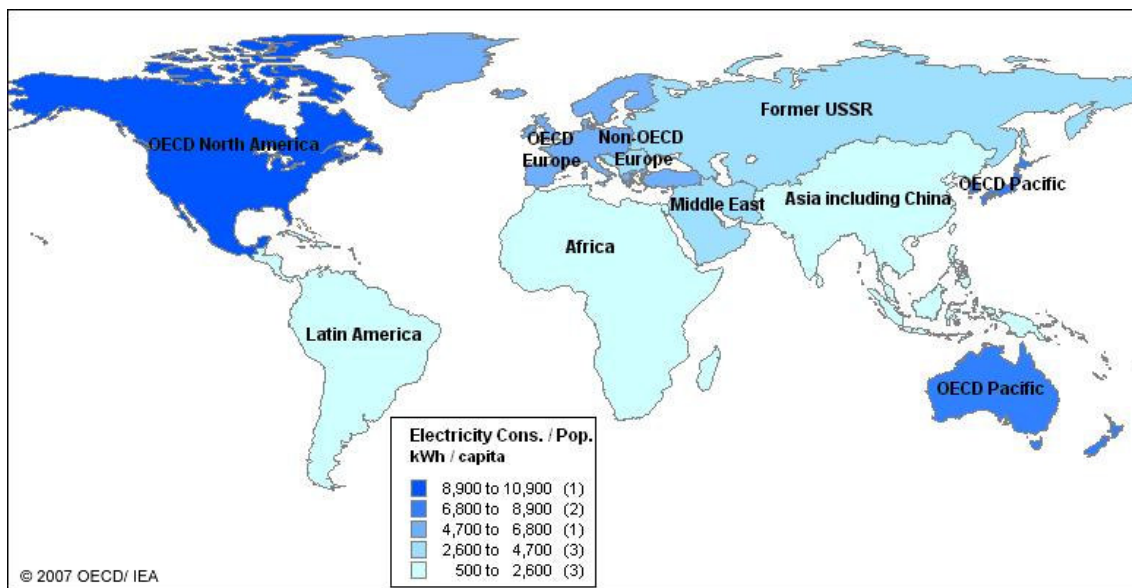 OECD North America
OECD
Europe
Non-OECD
Europe
Former USSR
Middle East
Asia including China
OECD Pacific
Africa
Latin America
OECD Pacific
Electricity Cons. / Pop.
kWh / capita
8,900 to 10,900 (1)
6,800 to 8,900 (2)
4,700 to 6,800 (1)
2,600 to 4,700 (3)
500 to 2,600 (3)
© 2007 OECD/ IEA